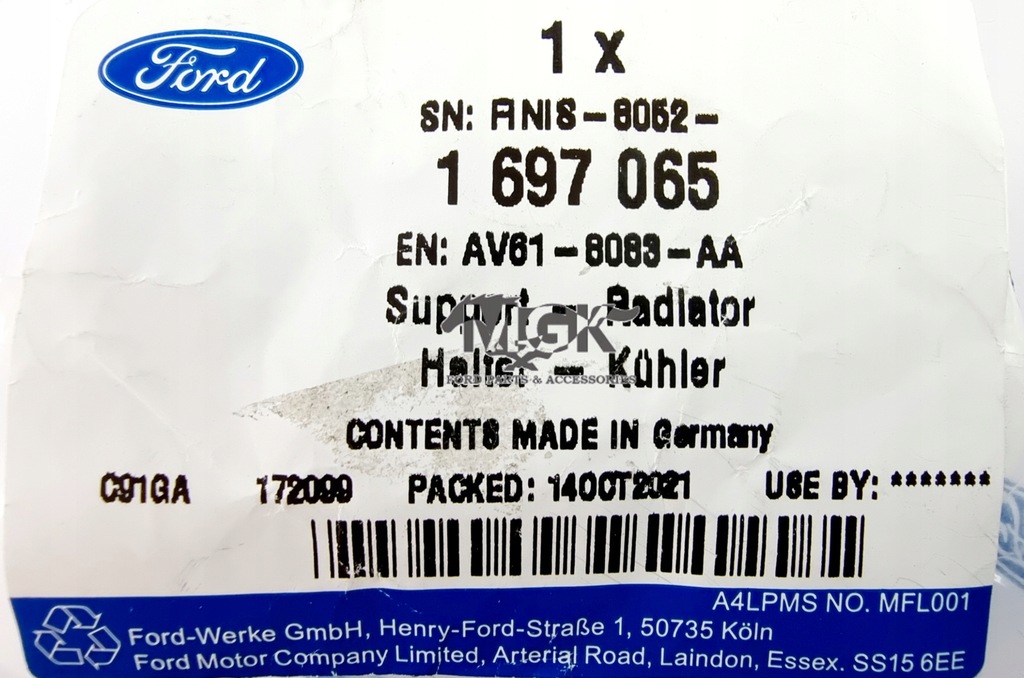 Ford
1 x
SN: FINIS-8052-
1 697 065
EN: AV61-8083-AA
Support - Radiator
Halter - Kühler
MGK
FORD PARTS & ACCESSORIES
CONTENTS MADE IN Germany
C91GA 172099 PACKED: 14OCT2021 USE BY: *******
A4LPMS NO. MFL001
Ford-Werke GmbH, Henry-Ford-Straße 1, 50735 Köln
Ford Motor Company Limited, Arterial Road, Laindon, Essex. SS15 6EE